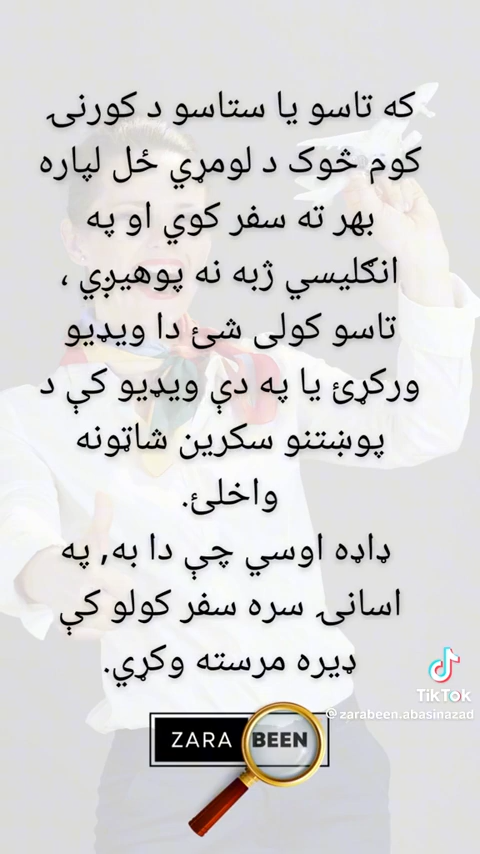 که تاسو یا ستاسو د کورنۍ
کوم څوک د لومړي ځل لپاره
بهر ته سفر کوي او په
انګلیسي ژبه نه پوهیږي ،
تاسو کولی شئ دا ویډیو
ورکړئ یا په دې ویډیو کې د
پوښتنو سکرین شاټونه
واخلئ.
ډاډه اوسي چې دا به, په
اسانۍ سره سفر کولو کې
ډیره مرسته وکړي.
TikTok
@zarabeen.abasinazad
ZARA BEEN